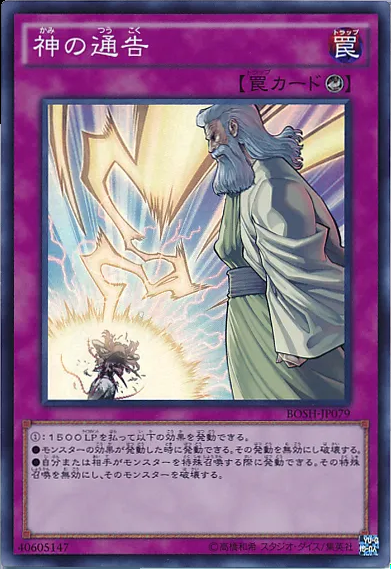 神の通告
罠
【罠カード】
BOSH-JP079
①:1500LPを払って以下の効果を発動できる。
●モンスターの効果が発動した時に発動できる。その発動を無効にし破壊する。
●自分または相手がモンスターを特殊召喚する際に発動できる。その特殊
召喚を無効にし、そのモンスターを破壊する。
40605147
©高橋和希 スタジオ・ダイス/集英社